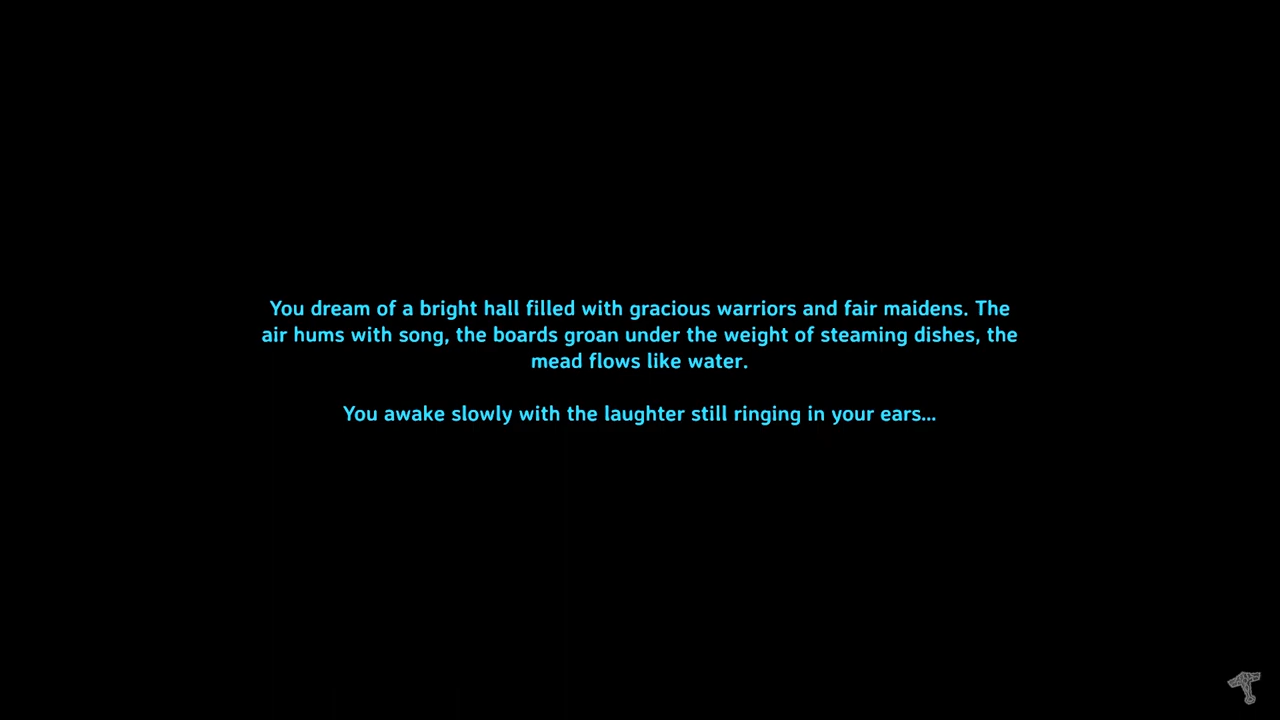 You dream of a bright hall filled with gracious warriors and fair maidens. The
air hums with song, the boards groan under the weight of steaming dishes, the
mead flows like water.
You awake slowly with the laughter still ringing in your ears...